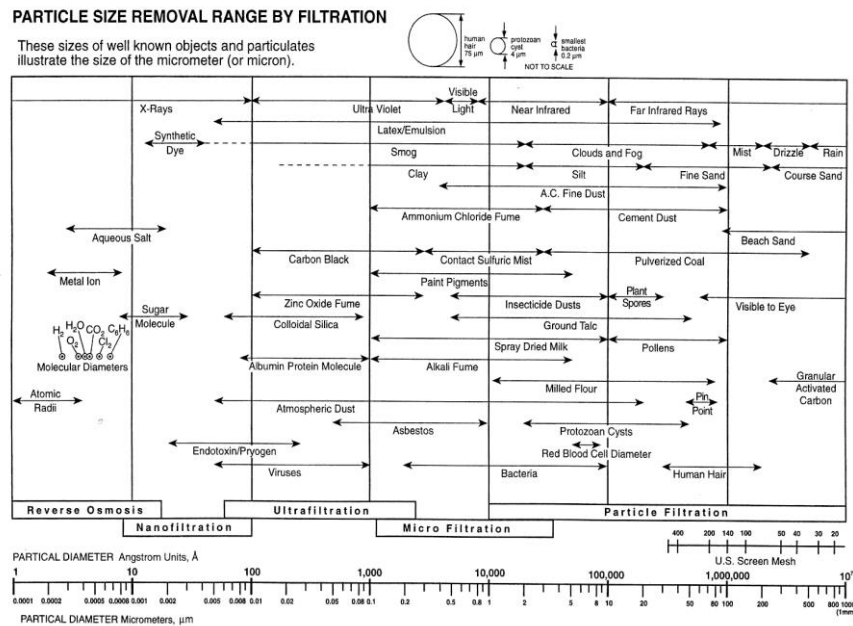 PARTICLE SIZE REMOVAL RANGE BY FILTRATION
These sizes of well known objects and particulates
illustrate the size of the micrometer (or micron).
human
hair
75 µm
protozoan
cyst
4 µm
smallest
bacteria
0.2 µm
NOT TO SCALE
X-Rays
Ultra Violet
Visible
Light
Near Infrared
Far Infrared Rays
Latex/Emulsion
Synthetic
Dye
Smog
Clouds and Fog
Mist
Drizzle
Rain
Clay
Silt
Fine Sand
Course Sand
A.C. Fine Dust
Ammonium Chloride Fume
Cement Dust
Aqueous Salt
Beach Sand
Carbon Black
Contact Sulfuric Mist
Pulverized Coal
Metal Ion
Paint Pigments
Zinc Oxide Fume
Insecticide Dusts
Plant
Spores
Visible to Eye
Sugar
Molecule
Colloidal Silica
Ground Talc
H₂ H₂O CO₂ C₆H₆
O₂ Cl₂
Molecular Diameters
Spray Dried Milk
Pollens
Albumin Protein Molecule
Alkali Fume
Milled Flour
Granular
Activated
Carbon
Atomic
Radii
Atmospheric Dust
Pin
Point
Asbestos
Protozoan Cysts
Endotoxin/Pryogen
Red Blood Cell Diameter
Viruses
Bacteria
Human Hair
Reverse Osmosis
Ultrafiltration
Particle Filtration
Nanofiltration
Micro Filtration
400 200 140 100 50 40 30 20
U.S. Screen Mesh
PARTICAL DIAMETER Angstrom Units, Å
1 10 100 1,000 10,000 100,000 1,000,000 10⁷
0.0001 0.0002 0.0005 0.0008 0.001 0.002 0.005 0.008 0.01 0.02 0.05 0.08 0.1 0.2 0.5 0.8 1 2 5 8 10 20 50 80 100 200 500 800 1000
(1mm)
PARTICAL DIAMETER Micrometers, µm